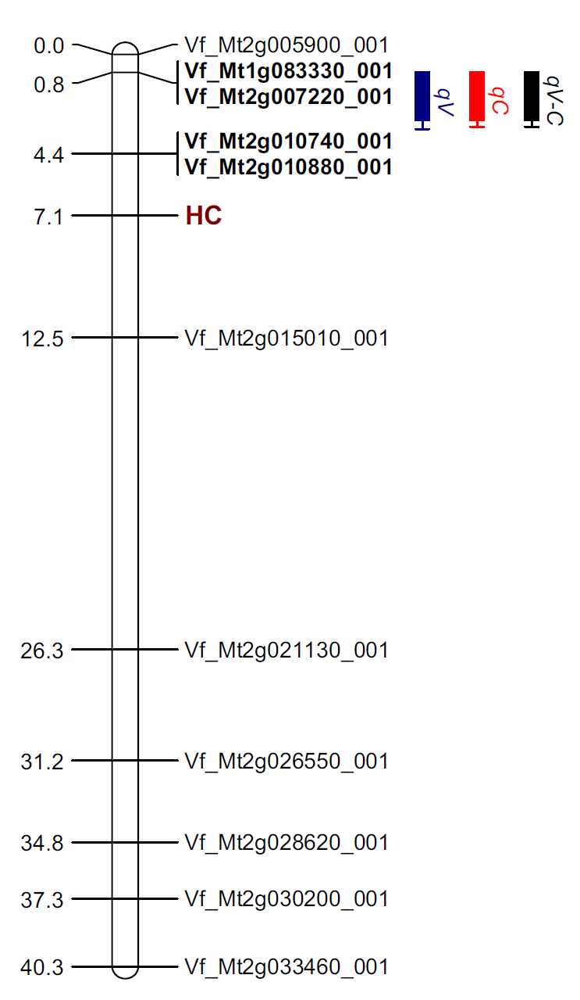 0.0 Vf_Mt2g005900_001
0.8 Vf_Mt1g083330_001
Vf_Mt2g007220_001
qV
qC
qV-C
4.4 Vf_Mt2g010740_001
Vf_Mt2g010880_001
7.1 HC
12.5 Vf_Mt2g015010_001
26.3 Vf_Mt2g021130_001
31.2 Vf_Mt2g026550_001
34.8 Vf_Mt2g028620_001
37.3 Vf_Mt2g030200_001
40.3 Vf_Mt2g033460_001